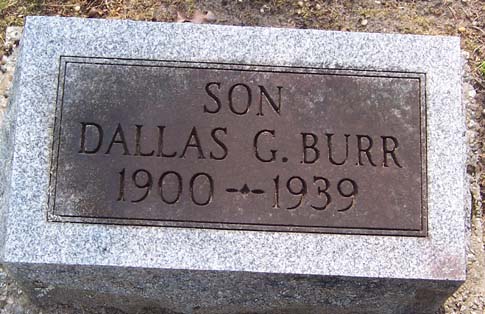 SON
DALLAS G. BURR
1900 - 1939